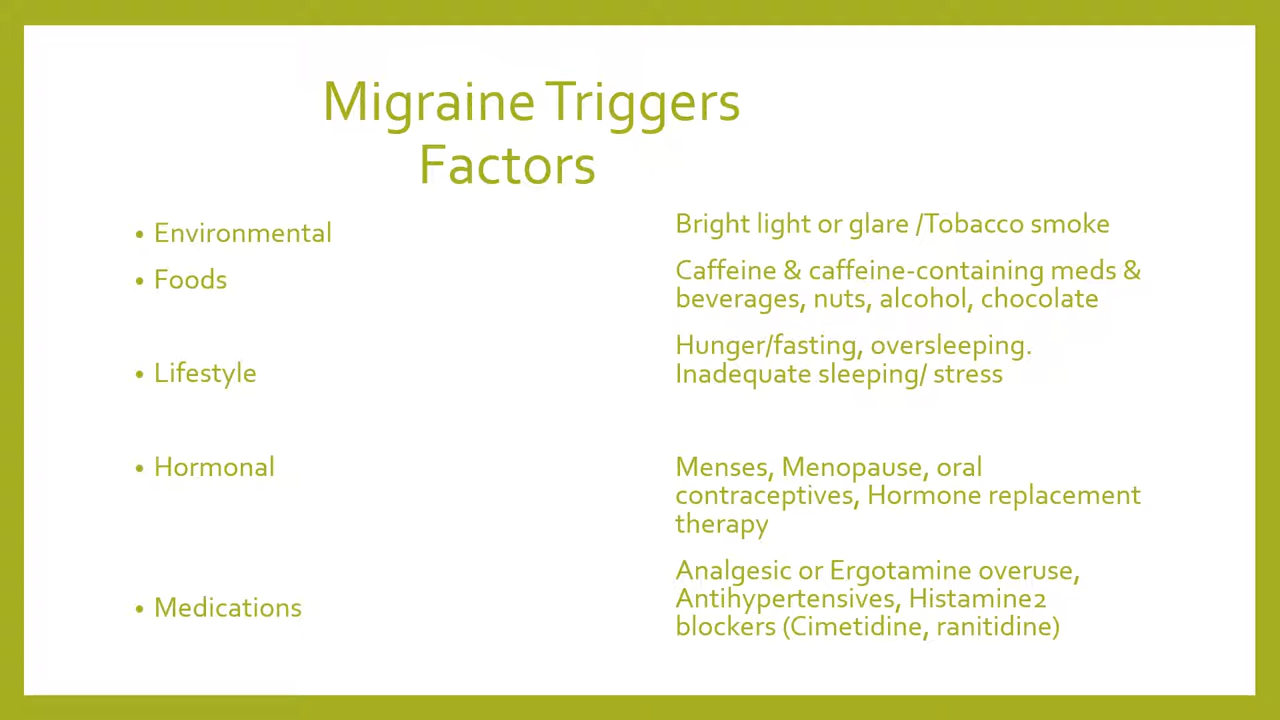 Migraine Triggers
Factors
• Environmental
Bright light or glare /Tobacco smoke
• Foods
Caffeine & caffeine-containing meds &
beverages, nuts, alcohol, chocolate
• Lifestyle
Hunger/fasting, oversleeping.
Inadequate sleeping/ stress
• Hormonal
Menses, Menopause, oral
contraceptives, Hormone replacement
therapy
• Medications
Analgesic or Ergotamine overuse,
Antihypertensives, Histamine2
blockers (Cimetidine, ranitidine)